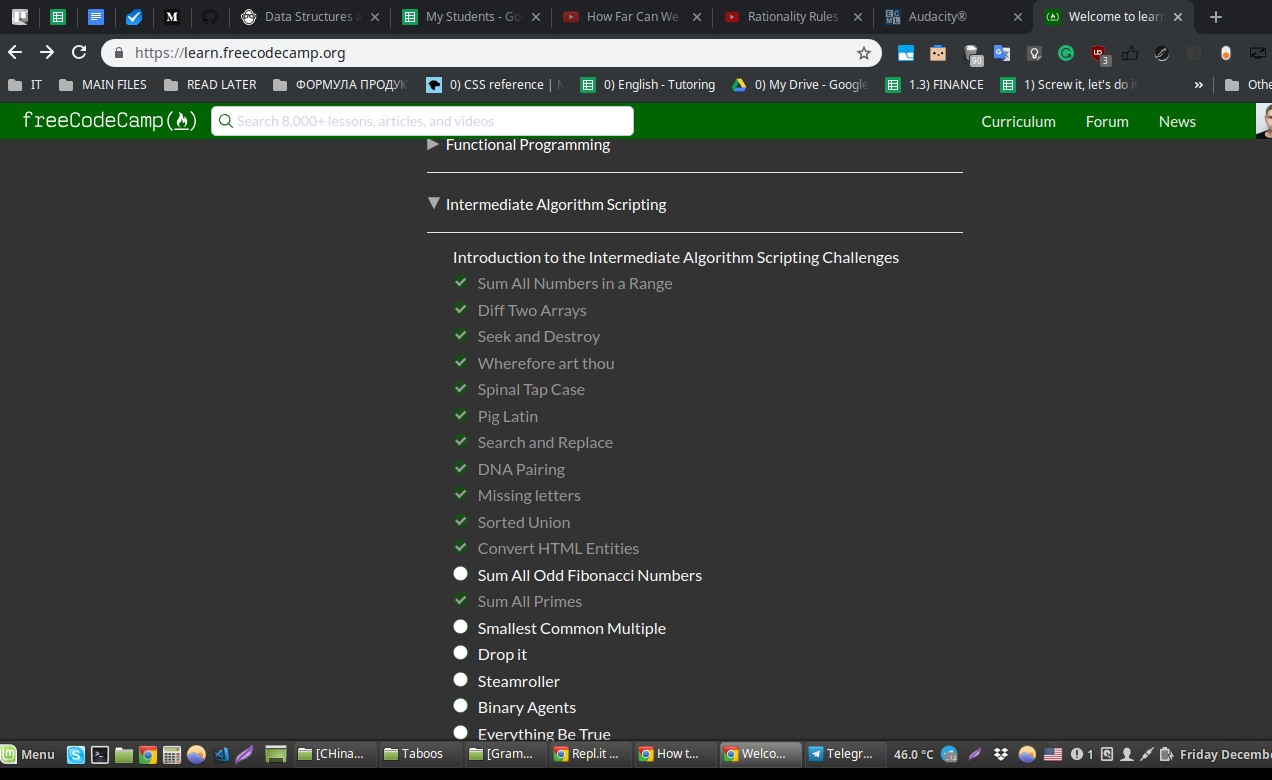 Data Structures a
My Students - Go
How Far Can We
Rationality Rules -
Audacity®
Welcome to learn
https://learn.freecodecamp.org
90
3
IT
MAIN FILES
READ LATER
ФОРМУЛА ПРОДУК
0) CSS reference | M
0) English - Tutoring
0) My Drive - Google
1.3) FINANCE
1) Screw it, let's do it
»
Othe
freeCodeCamp
Search 8,000+ lessons, articles, and videos
Curriculum
Forum
News
Functional Programming
Intermediate Algorithm Scripting
Introduction to the Intermediate Algorithm Scripting Challenges
Sum All Numbers in a Range
Diff Two Arrays
Seek and Destroy
Wherefore art thou
Spinal Tap Case
Pig Latin
Search and Replace
DNA Pairing
Missing letters
Sorted Union
Convert HTML Entities
Sum All Odd Fibonacci Numbers
Sum All Primes
Smallest Common Multiple
Drop it
Steamroller
Binary Agents
Everything Be True
Menu
[CHina...
Taboos
[Gram...
Repl.it ...
How t...
Welco...
Telegr...
46.0 °C
1
Friday Decembe